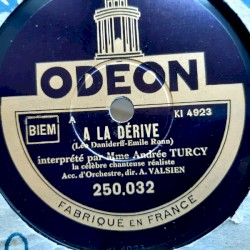 ODEON
A
KI 4923
BIEM
A LA DÉRIVE
(Léo Daniderff-Emile Ronn)
interprété par Mme Andrée TURCY
la célèbre chanteuse réaliste
Acc. d'Orchestre, dir. A. VALSIEN
250.032
FABRIQUÉ EN FRANCE